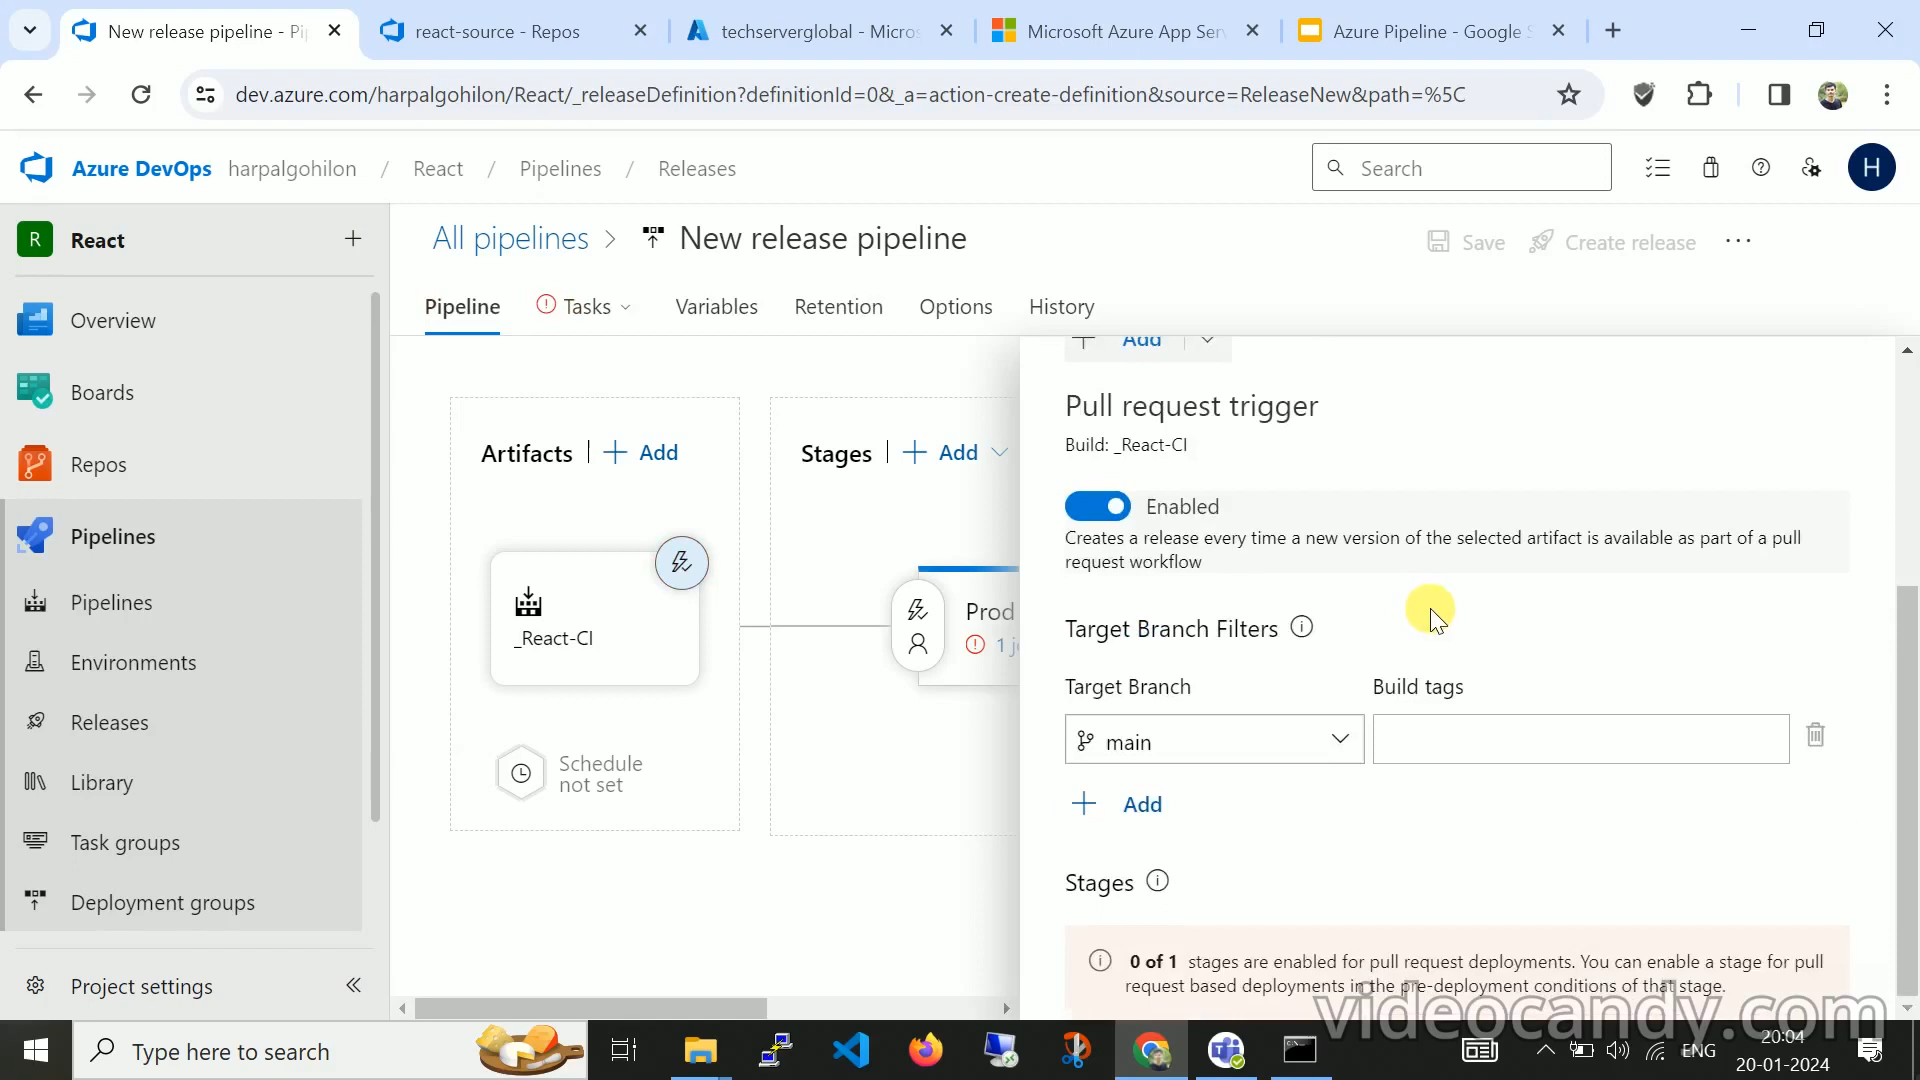 New release pipeline - Pi
react-source - Repos
techserverglobal - Micros
Microsoft Azure App Serv
Azure Pipeline - Google S
dev.azure.com/harpalgohilon/React/_releaseDefinition?definitionId=0&_a=action-create-definition&source=ReleaseNew&path=%5C
Azure DevOps harpalgohilon / React / Pipelines / Releases
Search
H
R React
Overview
Boards
Repos
Pipelines
Pipelines
Environments
Releases
Library
Task groups
Deployment groups
Project settings
All pipelines > New release pipeline
Save
Create release
Pipeline Tasks Variables Retention Options History
Artifacts | Add
_React-CI
Schedule
not set
Stages | Add
Prod
1 j
Add
Pull request trigger
Build: _React-CI
Enabled
Creates a release every time a new version of the selected artifact is available as part of a pull
request workflow
Target Branch Filters
Target Branch Build tags
main
Add
Stages
0 of 1 stages are enabled for pull request deployments. You can enable a stage for pull
request based deployments in the pre-deployment conditions of that stage.
videocandy.com
Type here to search
ENG
20:04
20-01-2024